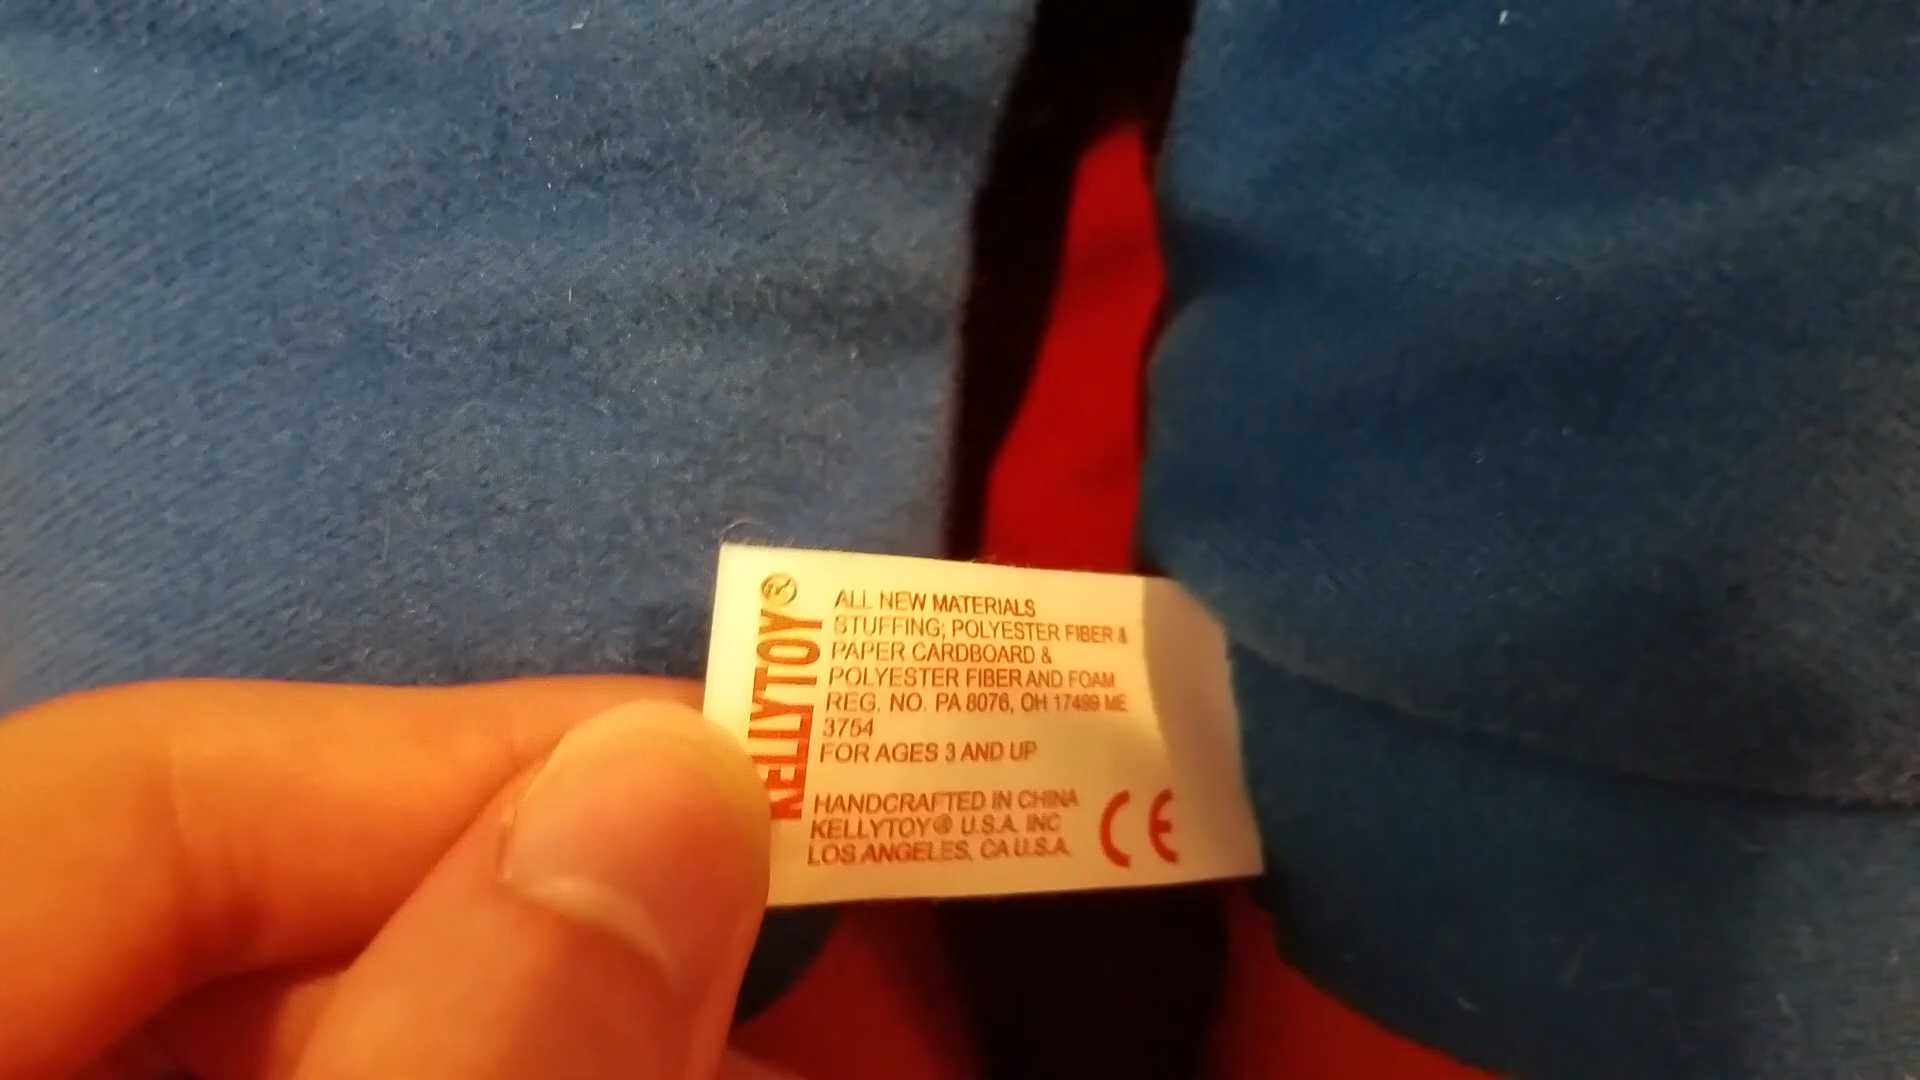 KELLYTOY®
ALL NEW MATERIALS
STUFFING; POLYESTER FIBER &
PAPER CARDBOARD &
POLYESTER FIBER AND FOAM
REG. NO. PA 8076, OH 17499 ME
3754
FOR AGES 3 AND UP
HANDCRAFTED IN CHINA
KELLYTOY® U.S.A. INC
LOS ANGELES, CA U.S.A.
CE